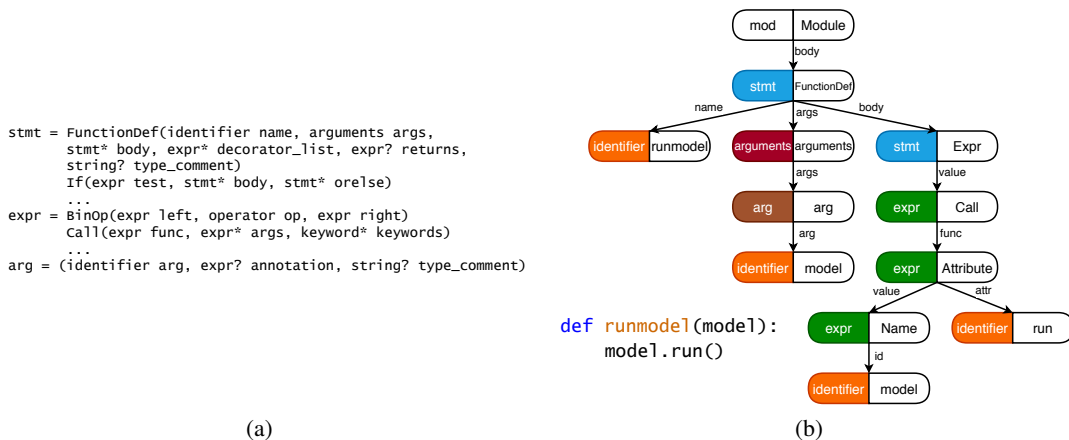 stmt = FunctionDef(identifier name, arguments args,
stmt* body, expr* decorator_list, expr? returns,
string? type_comment)
If(expr test, stmt* body, stmt* orelse)
...
expr = BinOp(expr left, operator op, expr right)
Call(expr func, expr* args, keyword* keywords)
...
arg = (identifier arg, expr? annotation, string? type_comment)
(a)
mod Module
body
stmt FunctionDef
name args body
identifier runmodel
arguments arguments
stmt Expr
args value
arg arg
expr Call
arg func
identifier model
expr Attribute
value attr
def runmodel(model):
model.run()
expr Name
identifier run
id
identifier model
(b)